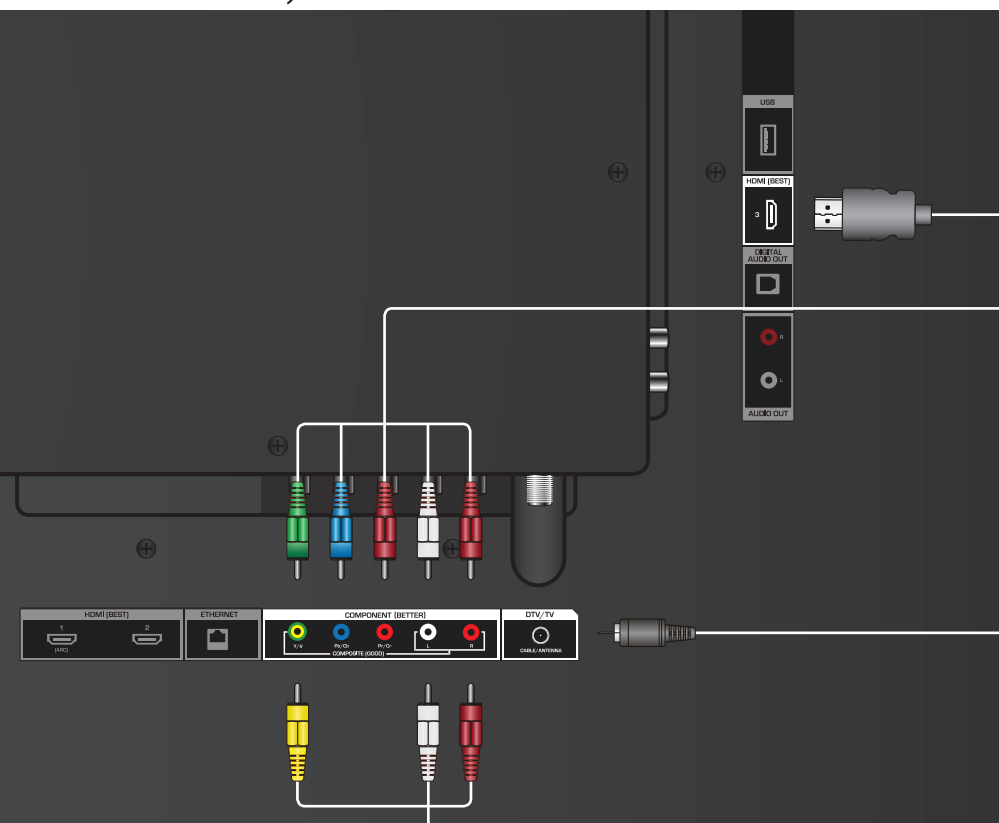 USB
HDMI (BEST)
3
DIGITAL
AUDIO OUT
R
L
AUDIO OUT
HDMI (BEST)
1
2
(ARC)
ETHERNET
COMPONENT (BETTER)
Y/V
Pb/Cb
Pr/Cr
L
R
COMPOSITE (GOOD)
DTV/TV
CABLE/ANTENNA